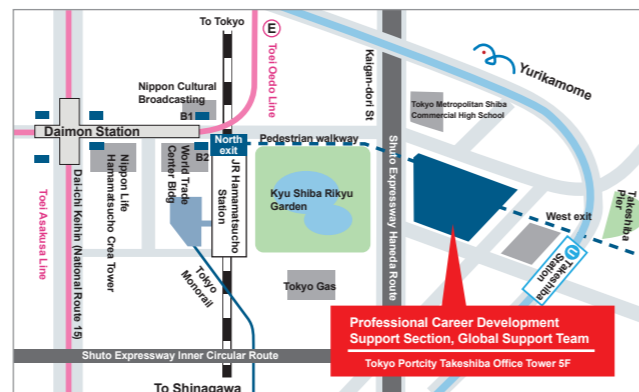 To Tokyo
E
Toei Oedo Line
Kaigan-dori St
Yurikamome
Nippon Cultural
Broadcasting
B1
Tokyo Metropolitan Shiba
Commercial High School
Daimon Station
North
exit
Pedestrian walkway
B2
Nippon Life
Hamamatsucho Crea Tower
World Trade
Center Bldg
JR Hamamatsucho
Station
Kyu Shiba Rikyu
Garden
Shuto Expressway Haneda Route
Takeshiba
Pier
West exit
Toei Asakusa Line
Dai-ichi Keihin (National Route 15)
U
Takeshiba
Station
Tokyo
Monorail
Tokyo Gas
Professional Career Development
Support Section, Global Support Team
Tokyo Portcity Takeshiba Office Tower 5F
Shuto Expressway Inner Circular Route
To Shinagawa